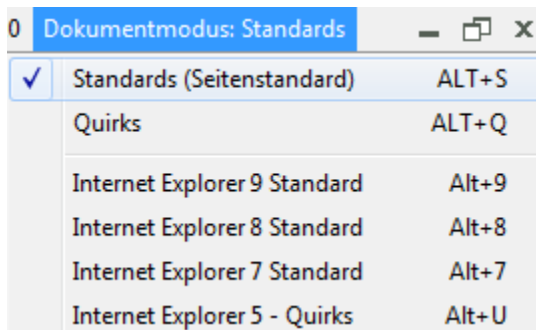 0 Dokumentmodus: Standards
Standards (Seitenstandard) ALT+S
Quirks ALT+Q
Internet Explorer 9 Standard Alt+9
Internet Explorer 8 Standard Alt+8
Internet Explorer 7 Standard Alt+7
Internet Explorer 5 - Quirks Alt+U